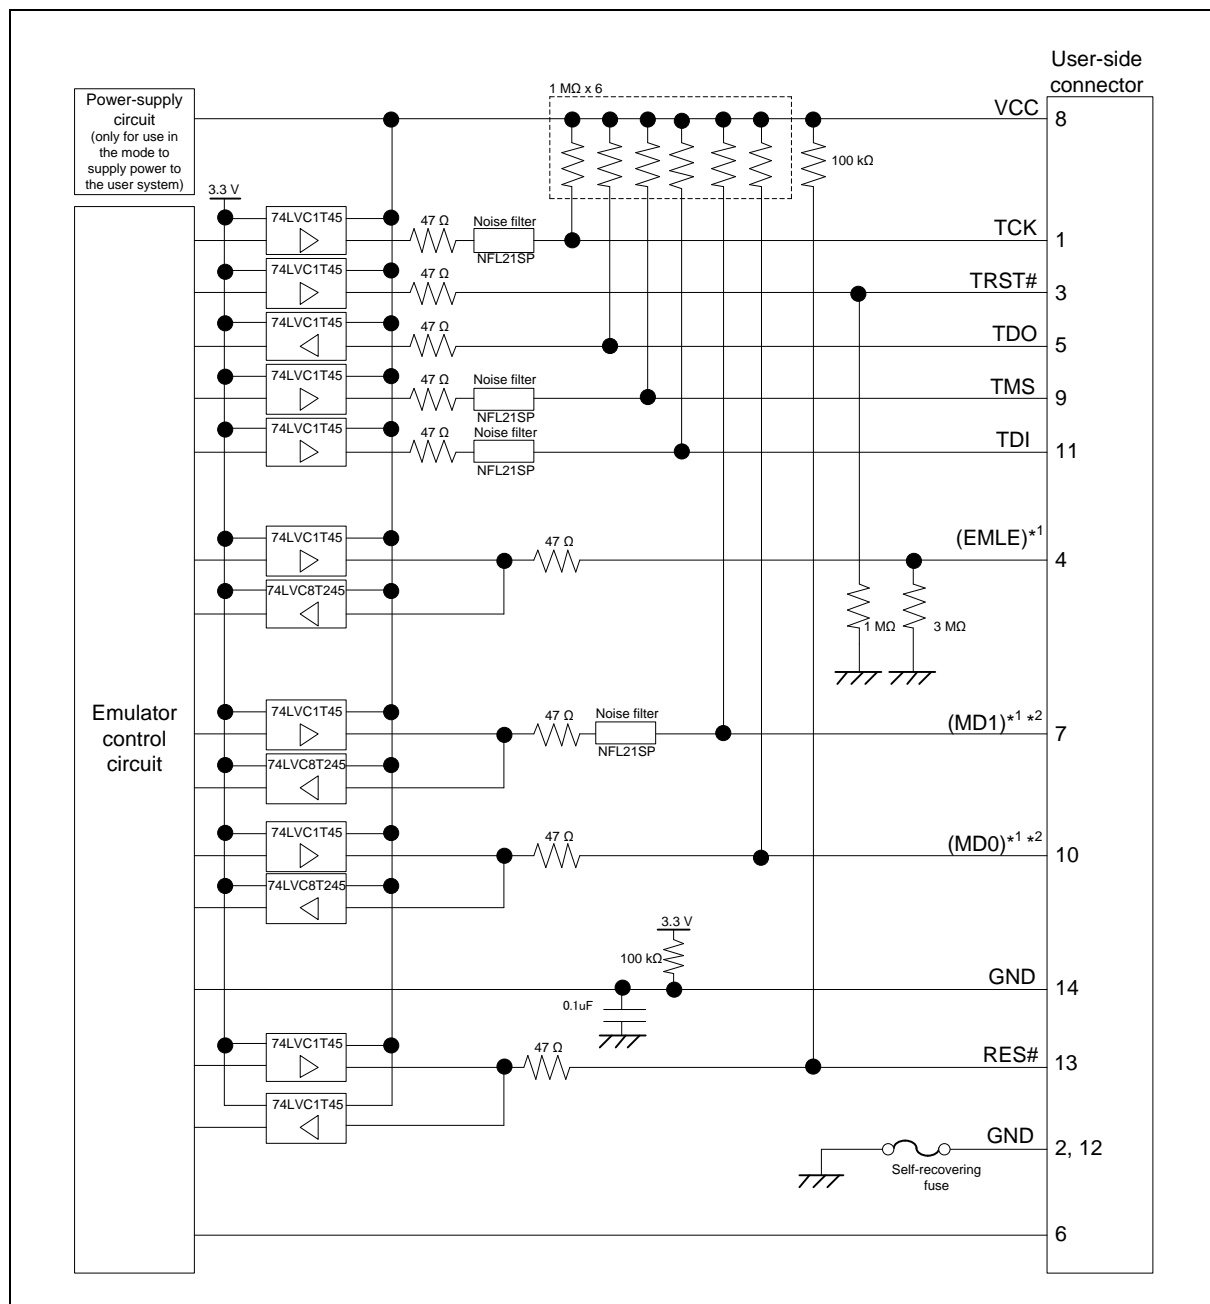 User-side
connector
1 MΩ x 6
Power-supply
circuit
(only for use in
the mode to
supply power to
the user system)
VCC
8
100 kΩ
3.3 V
74LVC1T45
47 Ω
Noise filter
NFL21SP
TCK
1
74LVC1T45
47 Ω
TRST#
3
74LVC1T45
47 Ω
TDO
5
74LVC1T45
47 Ω
Noise filter
NFL21SP
TMS
9
74LVC1T45
47 Ω
Noise filter
NFL21SP
TDI
11
74LVC1T45
47 Ω
(EMLE)*1
4
74LVC8T245
1 MΩ
3 MΩ
Emulator
control
circuit
74LVC1T45
47 Ω
Noise filter
NFL21SP
(MD1)*1 *2
7
74LVC8T245
74LVC1T45
47 Ω
(MD0)*1 *2
10
74LVC8T245
3.3 V
100 kΩ
GND
14
0.1uF
74LVC1T45
47 Ω
RES#
13
74LVC1T45
GND
2, 12
Self-recovering
fuse
6